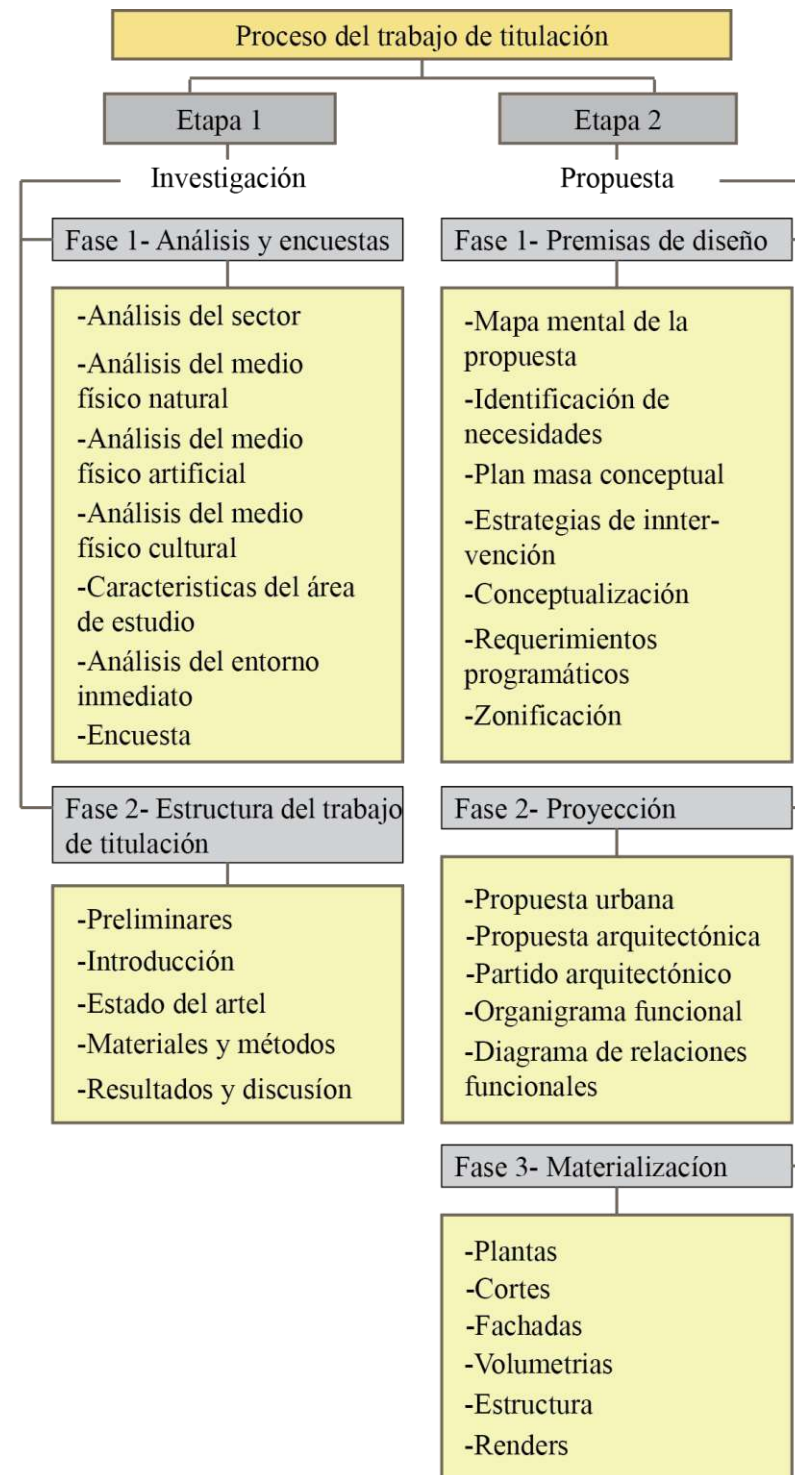 Proceso del trabajo de titulación
Etapa 1
Investigación
Fase 1- Análisis y encuestas
-Análisis del sector
-Análisis del medio
físico natural
-Análisis del medio
físico artificial
-Análisis del medio
físico cultural
-Caracteristicas del área
de estudio
-Análisis del entorno
inmediato
-Encuesta
Fase 2- Estructura del trabajo
de titulación
-Preliminares
-Introducción
-Estado del artel
-Materiales y métodos
-Resultados y discusíon
Etapa 2
Propuesta
Fase 1- Premisas de diseño
-Mapa mental de la
propuesta
-Identificación de
necesidades
-Plan masa conceptual
-Estrategias de innter-
vención
-Conceptualización
-Requerimientos
programáticos
-Zonificación
Fase 2- Proyección
-Propuesta urbana
-Propuesta arquitectónica
-Partido arquitectónico
-Organigrama funcional
-Diagrama de relaciones
funcionales
Fase 3- Materializacíon
-Plantas
-Cortes
-Fachadas
-Volumetrias
-Estructura
-Renders